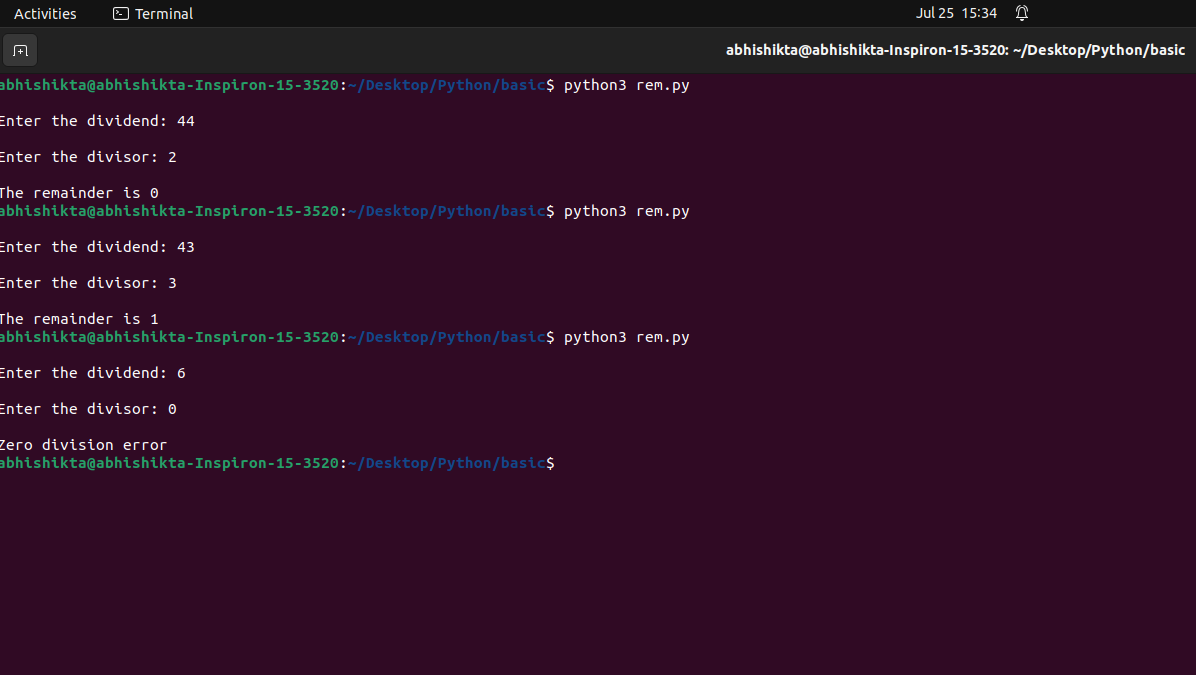 Activities Terminal Jul 25 15:34
abhishikta@abhishikta-Inspiron-15-3520: ~/Desktop/Python/basic
abhishikta@abhishikta-Inspiron-15-3520:~/Desktop/Python/basic$ python3 rem.py
Enter the dividend: 44
Enter the divisor: 2
The remainder is 0
abhishikta@abhishikta-Inspiron-15-3520:~/Desktop/Python/basic$ python3 rem.py
Enter the dividend: 43
Enter the divisor: 3
The remainder is 1
abhishikta@abhishikta-Inspiron-15-3520:~/Desktop/Python/basic$ python3 rem.py
Enter the dividend: 6
Enter the divisor: 0
Zero division error
abhishikta@abhishikta-Inspiron-15-3520:~/Desktop/Python/basic$